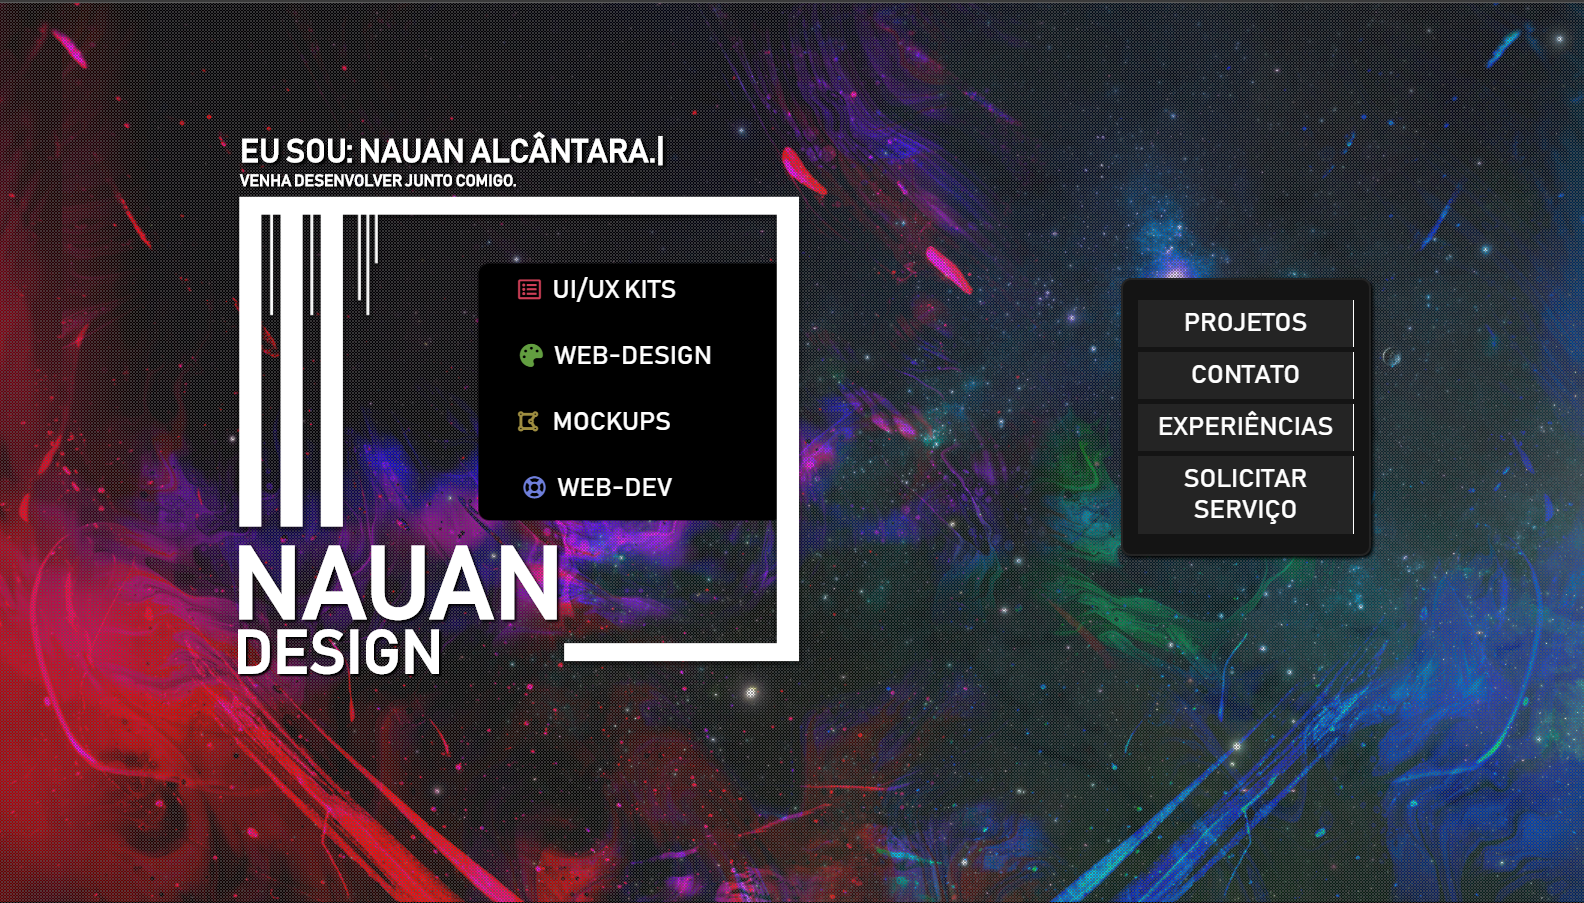 EU SOU: NAUAN ALCÂNTARA.|
VENHA DESENVOLVER JUNTO COMIGO.
UI/UX KITS
WEB-DESIGN
MOCKUPS
WEB-DEV
NAUAN
DESIGN
PROJETOS
CONTATO
EXPERIÊNCIAS
SOLICITAR
SERVIÇO